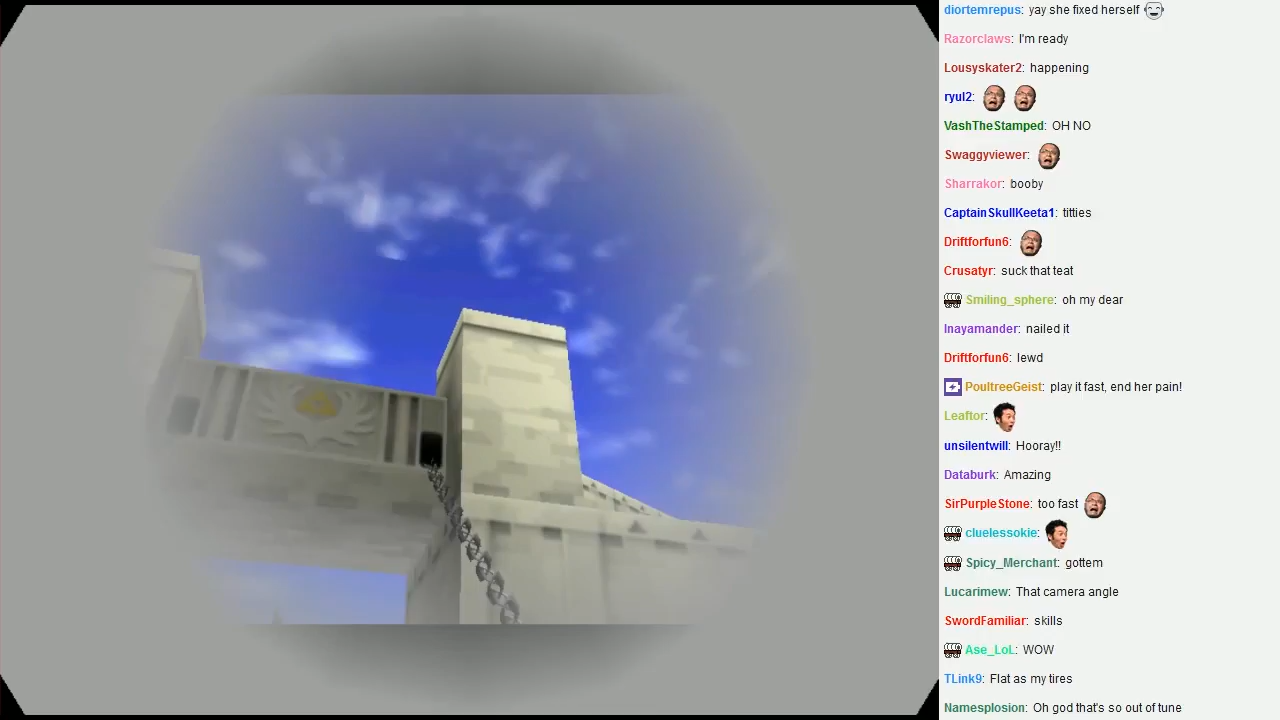 diortemrepus: yay she fixed herself
Razorclaws: I'm ready
Lousyskater2: happening
ryul2:
VashTheStamped: OH NO
Swaggyviewer:
Sharrakor: booby
CaptainSkullKeeta1: titties
Driftforfun6:
Crusatyr: suck that teat
Smiling_sphere: oh my dear
Inayamander: nailed it
Driftforfun6: lewd
PoultreeGeist: play it fast, end her pain!
Leaftor:
unsilentwill: Hooray!!
Databurk: Amazing
SirPurpleStone: too fast
cluelessokie:
Spicy_Merchant: gottem
Lucarimew: That camera angle
SwordFamiliar: skills
Ase_LoL: WOW
TLink9: Flat as my tires
Namesplosion: Oh god that's so out of tune